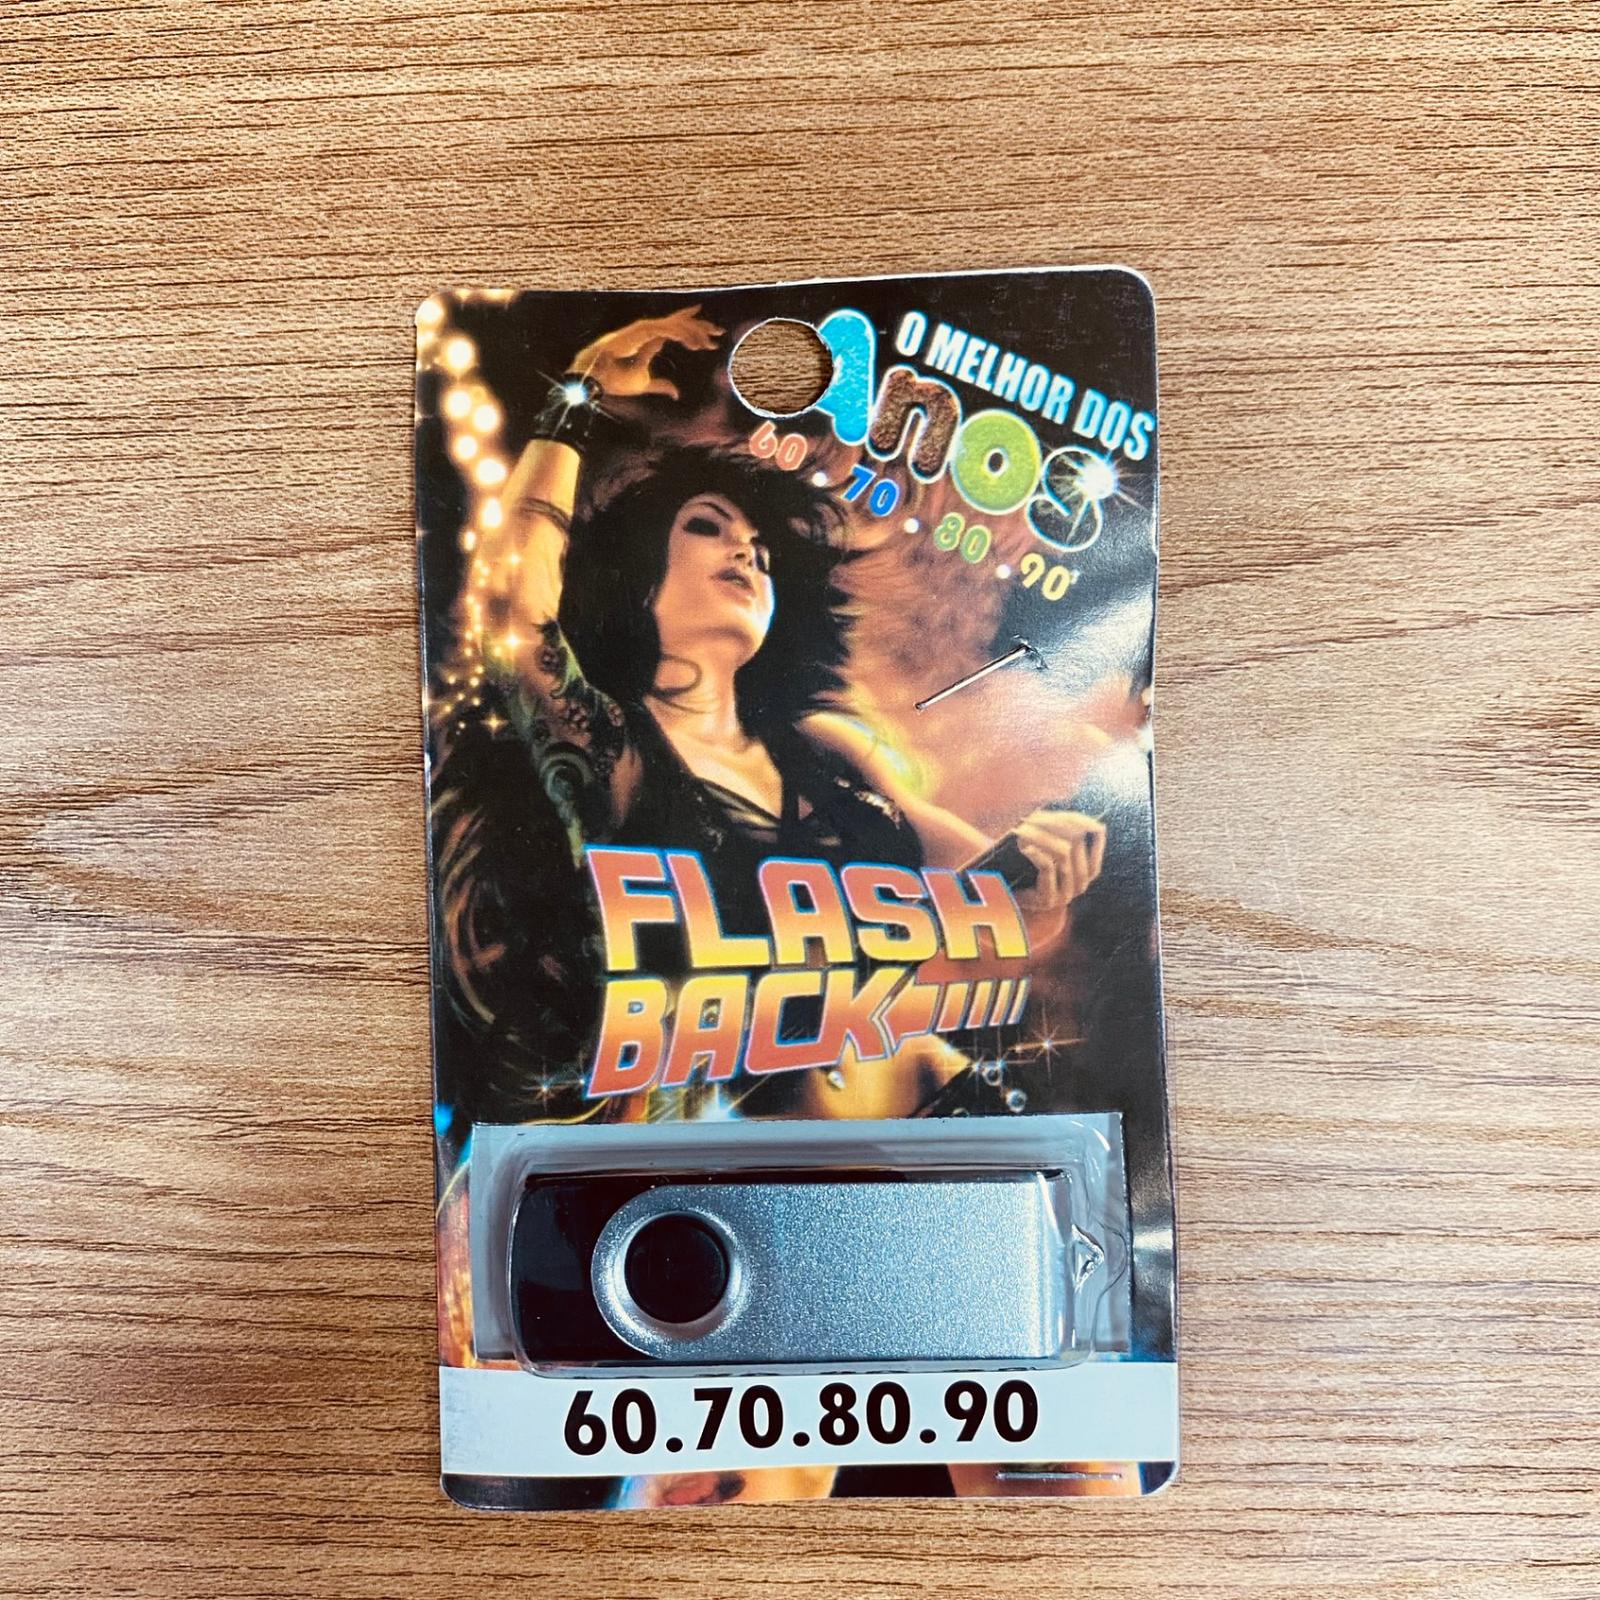 O MELHOR DOS
Anos
60 . 70 . 80 . 90'
FLASH
BACK
60.70.80.90